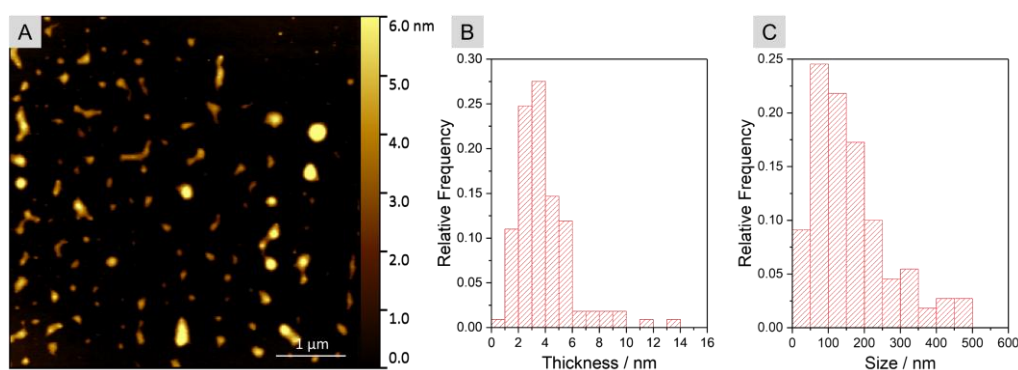 A
6.0 nm
5.0
4.0
3.0
2.0
1.0
0.0
1 µm
B
0.30
0.25
0.20
0.15
0.10
0.05
0.00
Relative Frequency
0 2 4 6 8 10 12 14 16
Thickness / nm
C
0.25
0.20
0.15
0.10
0.05
0.00
Relative Frequency
0 100 200 300 400 500 600
Size / nm